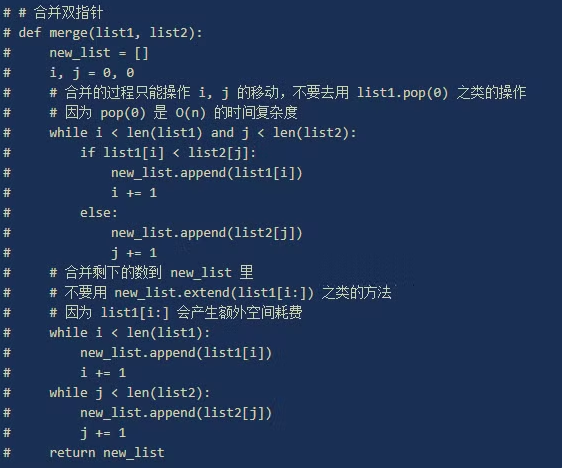 # # 合并双指针
# def merge(list1, list2):
#     new_list = []
#     i, j = 0, 0
#     # 合并的过程只能操作 i, j 的移动，不要去用 list1.pop(0) 之类的操作
#     # 因为 pop(0) 是 O(n) 的时间复杂度
#     while i < len(list1) and j < len(list2):
#         if list1[i] < list2[j]:
#             new_list.append(list1[i])
#             i += 1
#         else:
#             new_list.append(list2[j])
#             j += 1
#     # 合并剩下的数到 new_list 里
#     # 不要用 new_list.extend(list1[i:]) 之类的方法
#     # 因为 list1[i:] 会产生额外空间耗费
#     while i < len(list1):
#         new_list.append(list1[i])
#         i += 1
#     while j < len(list2):
#         new_list.append(list2[j])
#         j += 1
#     return new_list